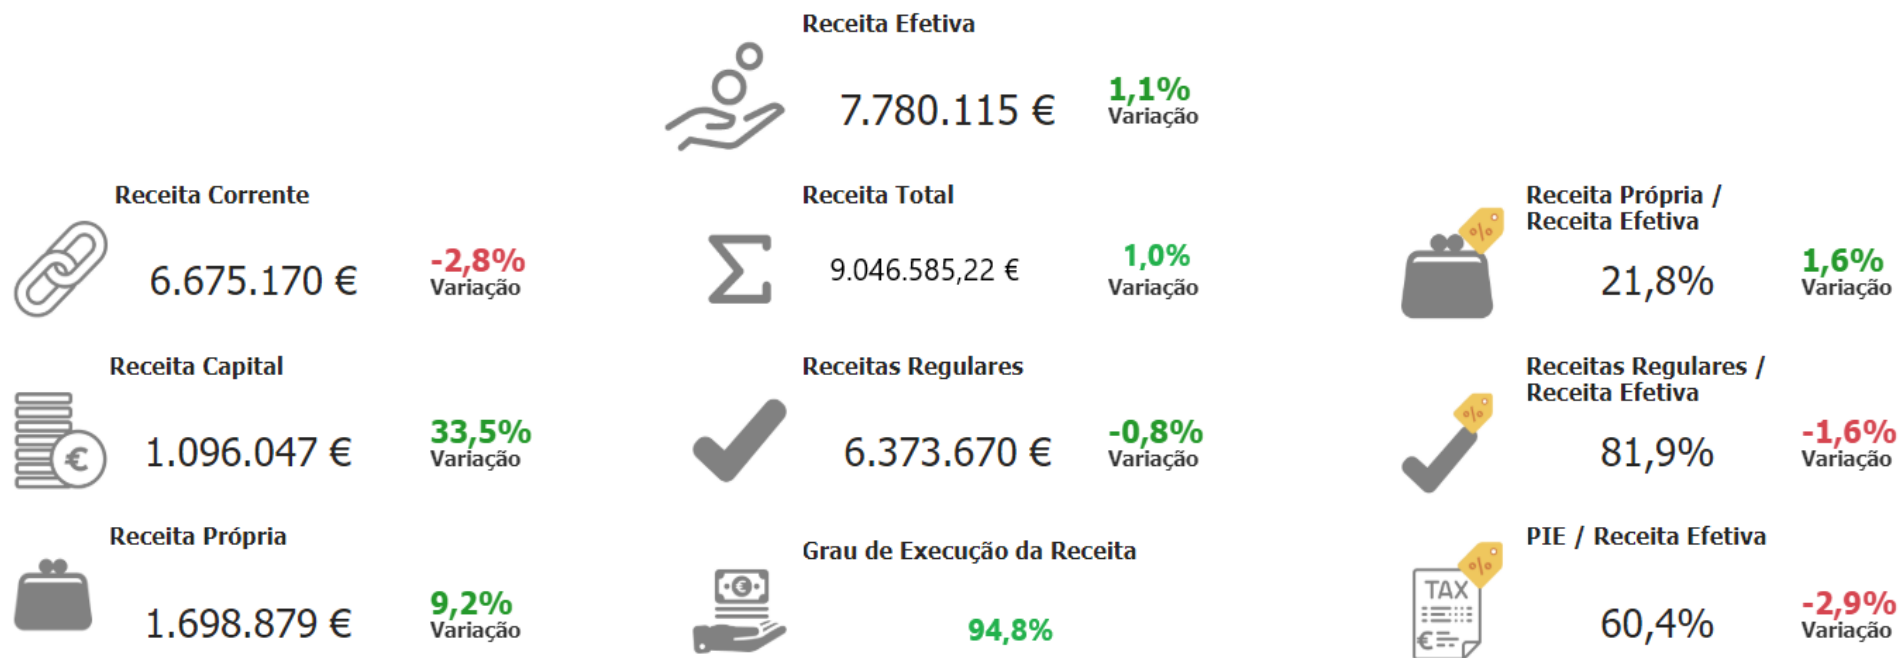 Receita Efetiva
7.780.115 €
1,1%
Variação
Receita Corrente
6.675.170 €
-2,8%
Variação
Receita Total
9.046.585,22 €
1,0%
Variação
Receita Própria /
Receita Efetiva
%
21,8%
1,6%
Variação
Receita Capital
€
1.096.047 €
33,5%
Variação
Receitas Regulares
6.373.670 €
-0,8%
Variação
Receitas Regulares /
Receita Efetiva
%
81,9%
-1,6%
Variação
Receita Própria
1.698.879 €
9,2%
Variação
Grau de Execução da Receita
€
94,8%
PIE / Receita Efetiva
%
TAX
€
60,4%
-2,9%
Variação